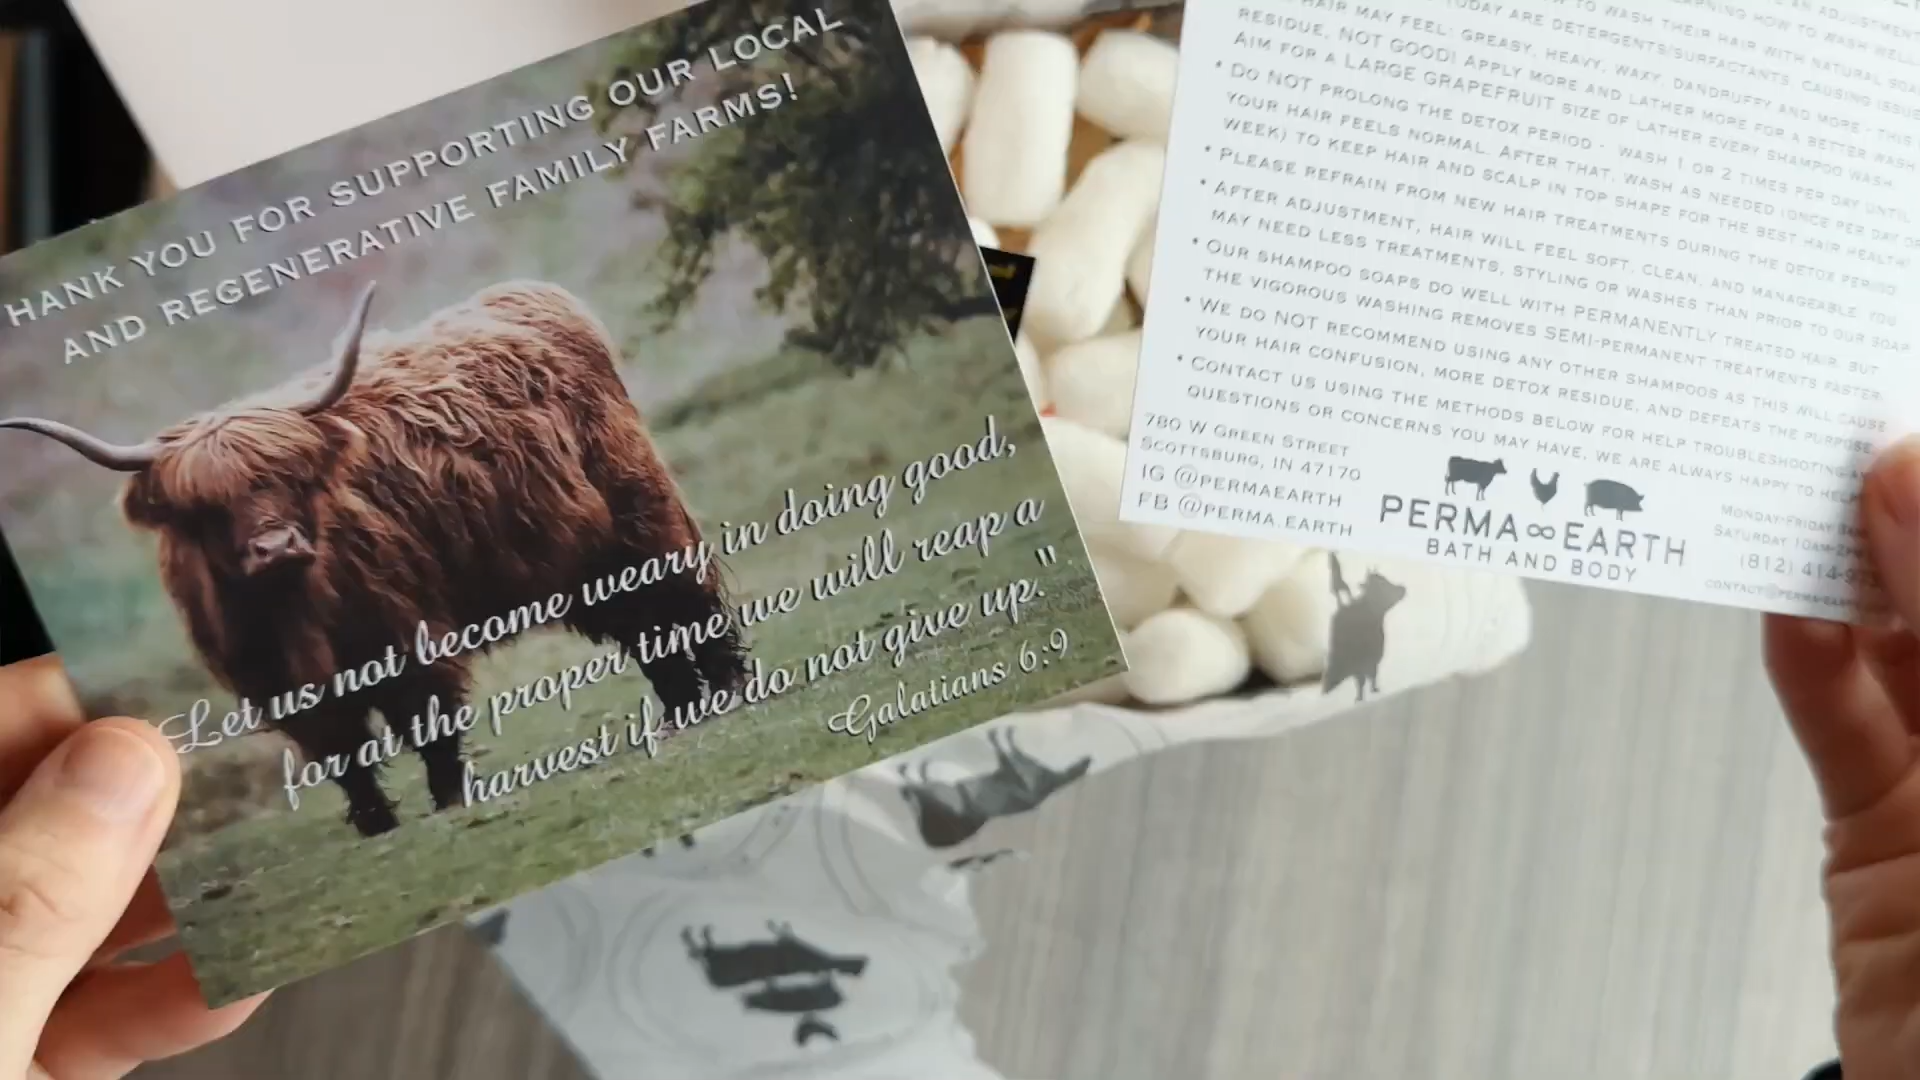 HANK YOU FOR SUPPORTING OUR LOCAL
AND REGENERATIVE FAMILY FARMS!
Let us not become weary in doing good,
for at the proper time we will reap a
harvest if we do not give up."
Galatians 6:9
AN ADJUSTMENT
TO WASH THEIR HAIR WITH NATURAL
HAIR MAY FEEL: GREASY, HEAVY, WAXY, DANDRUFFY AND MORE - THIS
RESIDUE, NOT GOOD! APPLY MORE AND LATHER MORE FOR A BETTER WASH
AIM FOR A LARGE GRAPEFRUIT SIZE OF LATHER EVERY SHAMPOO WASH.
• DO NOT PROLONG THE DETOX PERIOD - WASH 1 OR 2 TIMES PER DAY UNTIL
YOUR HAIR FEELS NORMAL. AFTER THAT, WASH AS NEEDED (ONCE PER DAY OR
WEEK) TO KEEP HAIR AND SCALP IN TOP SHAPE FOR THE BEST HAIR HEALTH!
• PLEASE REFRAIN FROM NEW HAIR TREATMENTS DURING THE DETOX PERIOD
• AFTER ADJUSTMENT, HAIR WILL FEEL SOFT, CLEAN, AND MANAGEABLE. YOU
MAY NEED LESS TREATMENTS, STYLING OR WASHES THAN PRIOR TO OUR SOAP
• OUR SHAMPOO SOAPS DO WELL WITH PERMANENTLY TREATED HAIR, BUT
THE VIGOROUS WASHING REMOVES SEMI-PERMANENT TREATMENTS FASTER.
• WE DO NOT RECOMMEND USING ANY OTHER SHAMPOOS AS THIS WILL CAUSE
YOUR HAIR CONFUSION, MORE DETOX RESIDUE, AND DEFEATS THE PURPOSE.
• CONTACT US USING THE METHODS BELOW FOR HELP TROUBLESHOOTING
QUESTIONS OR CONCERNS YOU MAY HAVE, WE ARE ALWAYS HAPPY TO HELP
780 W GREEN STREET
SCOTTSBURG, IN 47170
IG @PERMAEARTH
FB @PERMA.EARTH
PERMA∞EARTH
BATH AND BODY
MONDAY-FRIDAY
SATURDAY 10AM-2PM
(812) 414-9